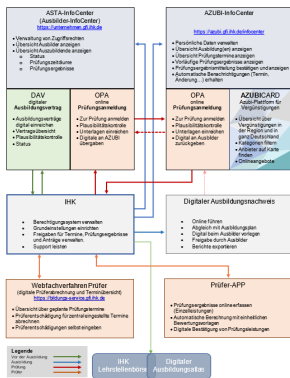 ASTA-InfoCenter
(Ausbilder-InfoCenter)
https://unternehmen.gfi.ihk.de
• Verwaltung von Zugriffsrechten
• Übersicht Ausbilder anzeigen
• Übersicht Auszubildende anzeigen
o Status
o Prüfungszeiträume
o Prüfungsergebnisse
AZUBI-InfoCenter
https://azubi.gfi.ihk.de/infocenter
• Persönliche Daten verwalten
• Übersicht Ausbildung(en) anzeigen
• Übersicht Prüfungstermine anzeigen
• Vorläufige Prüfungsergebnisse anzeigen
• Prüfungsergebnismitteilung bestätigen und anzeigen
• Automatische Berechtigungen (Termin, Änderung...) erhalten
DAV
digitaler
Ausbildungsvertrag
• Ausbildungsverträge
digital einreichen
• Vertragsübersicht
• Plausibilitätskontrolle
• Status
OPA
online
Prüfungsanmeldung
• Zur Prüfung anmelden
• Plausibilitätskontrolle
• Unterlagen einreichen
• Digital an AZUBI
übergeben
OPA
online
Prüfungsanmeldung
• Zur Prüfung anmelden
• Plausibilitätskontrolle
• Unterlagen einreichen
• Digital an Ausbilder
zurückgeben
AZUBICARD
Azubi-Plattform für
Vergünstigungen
• Übersicht über
Vergünstigungen in
der Region und in
ganz Deutschland
• Kategorien filtern
• Anbieter auf Karte
finden
• Onlineangebote
IHK
• Berechtigungssystem verwalten
• Grundeinstellungen einrichten
• Freigaben für Termine, Prüfungsergebnisse
und Anträge verwalten
• Support leisten
Digitaler Ausbildungsnachweis
• Online führen
• Abgleich mit Ausbildungsplan
• Digital beim Ausbilder vorlegen
• Freigabe durch Ausbilder
• Berichte exportieren
Webfachverfahren Prüfer
(digitale Prüferabrechnung und Terminübersicht)
https://bildungs-service.gfi.ihk.de
• Übersicht über geplante Prüfungstermine
• Prüferentschädigung für zentral eingestellte Termine
abrechnen
• Prüferentschädigungen selbst eingeben
Prüfer-APP
• Prüfungsergebnisse online erfassen
(Einzelleistungen)
• Automatische Berechnung mit einheitlichen
Bewertungsvorlagen
• Digitale Bestätigung von Prüfungsleistungen
Legende
Vor der Ausbildung
Ausbildung
Prüfung
Prüfer
IHK
Lehrstellenbörse
Digitaler
Ausbildungsatlas